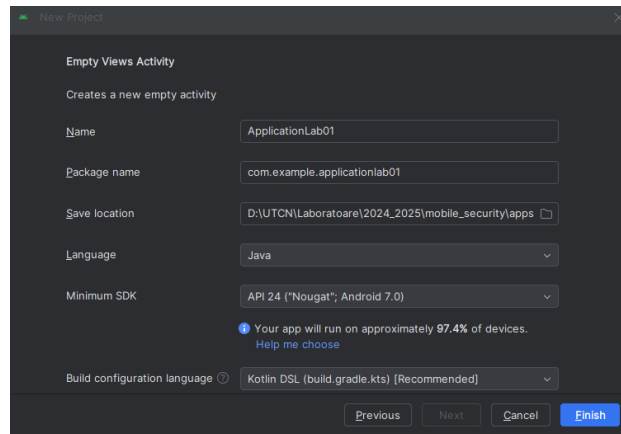 New Project
Empty Views Activity
Creates a new empty activity
Name ApplicationLab01
Package name com.example.applicationlab01
Save location D:\UTCN\Laboratoare\2024_2025\mobile_security\apps
Language Java
Minimum SDK API 24 ("Nougat"; Android 7.0)
Your app will run on approximately 97.4% of devices.
Help me choose
Build configuration language Kotlin DSL (build.gradle.kts) [Recommended]
Previous Next Cancel Finish